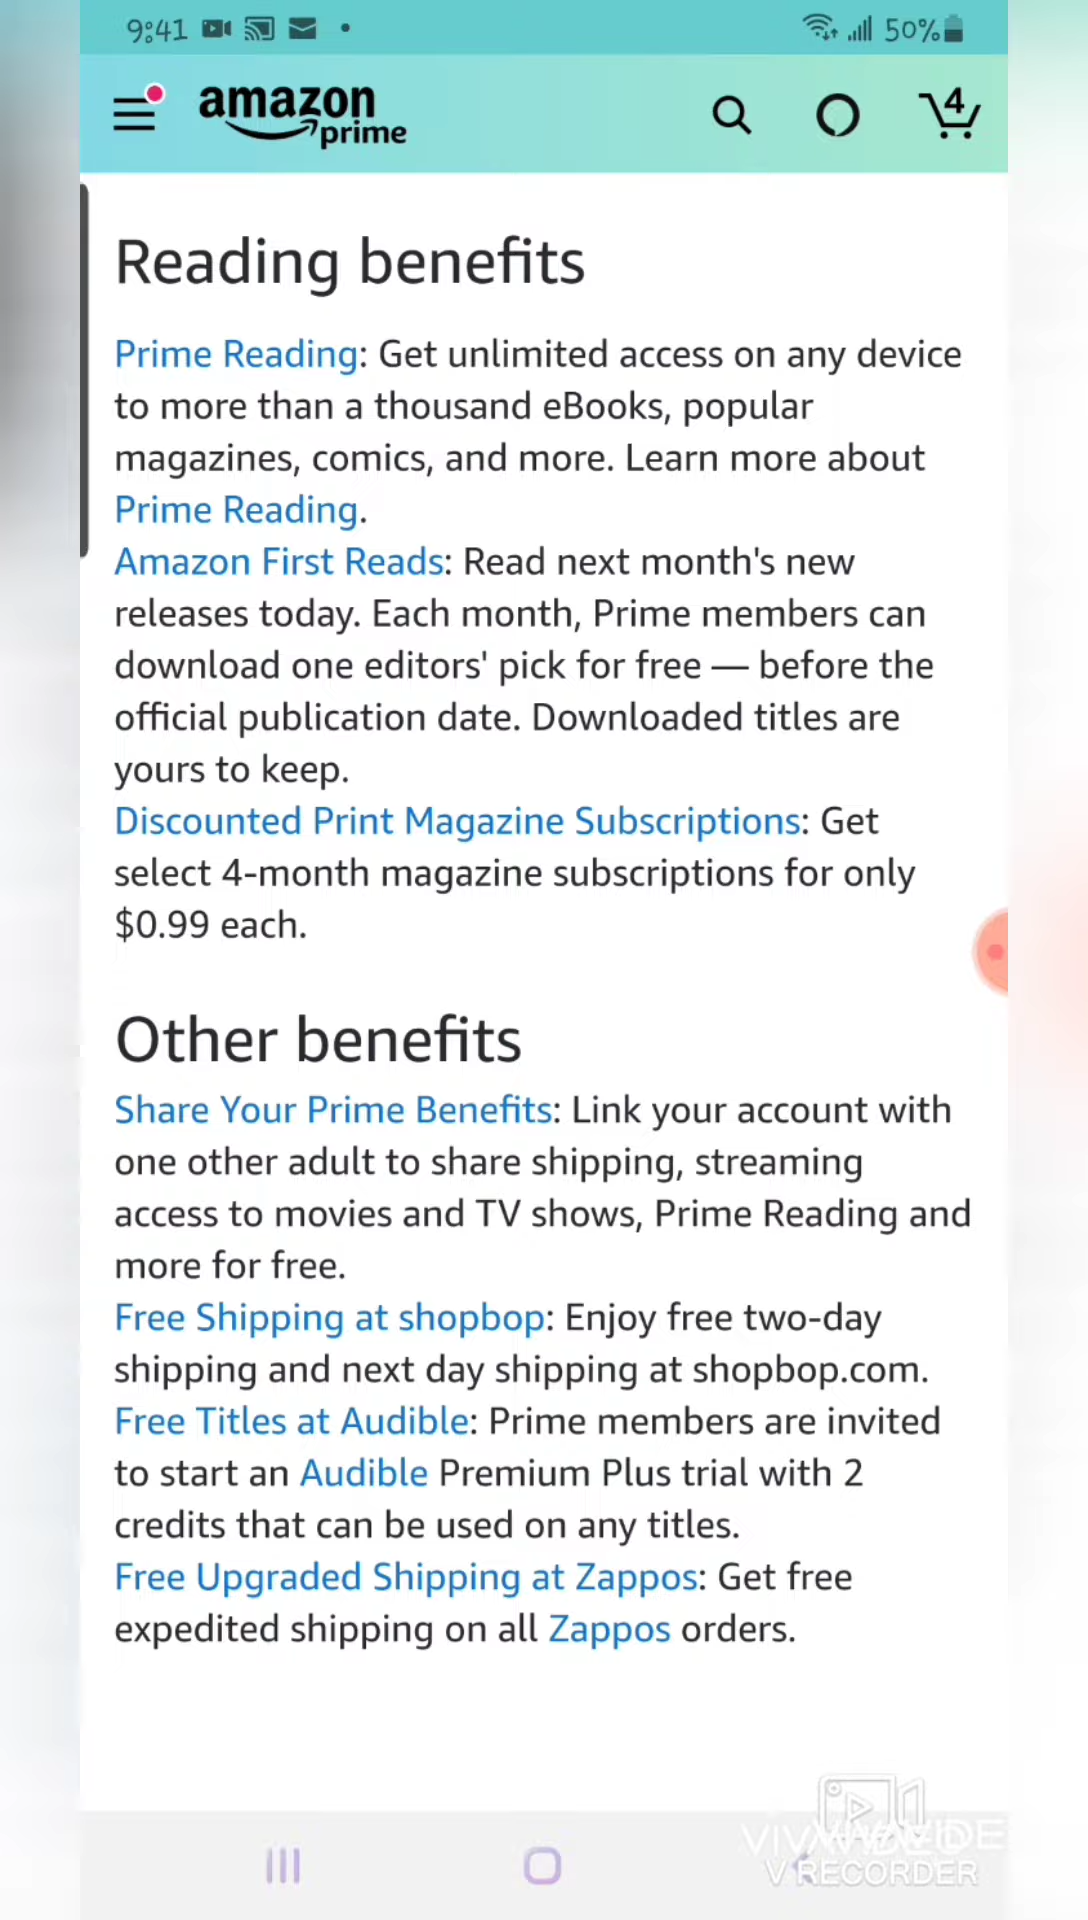 9:41 50%
amazon
prime
4
Reading benefits
Prime Reading: Get unlimited access on any device
to more than a thousand eBooks, popular
magazines, comics, and more. Learn more about
Prime Reading.
Amazon First Reads: Read next month's new
releases today. Each month, Prime members can
download one editors' pick for free — before the
official publication date. Downloaded titles are
yours to keep.
Discounted Print Magazine Subscriptions: Get
select 4-month magazine subscriptions for only
$0.99 each.
Other benefits
Share Your Prime Benefits: Link your account with
one other adult to share shipping, streaming
access to movies and TV shows, Prime Reading and
more for free.
Free Shipping at shopbop: Enjoy free two-day
shipping and next day shipping at shopbop.com.
Free Titles at Audible: Prime members are invited
to start an Audible Premium Plus trial with 2
credits that can be used on any titles.
Free Upgraded Shipping at Zappos: Get free
expedited shipping on all Zappos orders.
V RECORDER